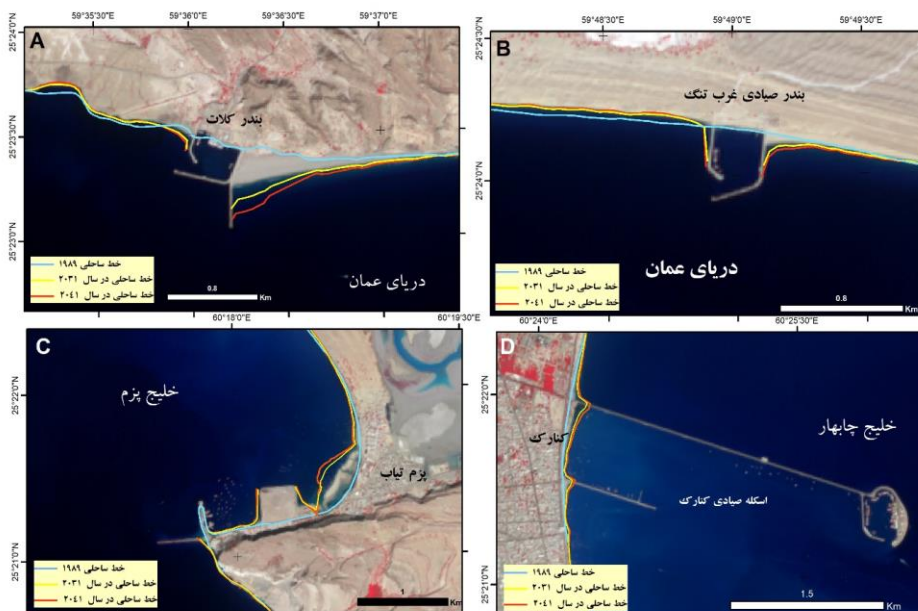 59°35'30"E 59°36'0"E 59°36'30"E 59°37'0"E
25°24'0"N
25°23'30"N
25°23'0"N
A
بندر کلات
دریای عمان
خط ساحلی ۱۹۸۹
خط ساحلی در سال ۲۰۳۱
خط ساحلی در سال ۲۰۴۱
0.8
Km
59°48'30"E 59°49'0"E 59°49'30"E
25°24'30"N
25°24'0"N
B
بندر صیادی غرب تنگ
دریای عمان
خط ساحلی ۱۹۸۹
خط ساحلی در سال ۲۰۳۱
خط ساحلی در سال ۲۰۴۱
0.8
Km
60°18'0"E 60°19'30"E
25°22'0"N
25°21'0"N
C
خلیج پزم
پزم تیاب
خط ساحلی ۱۹۸۹
خط ساحلی در سال ۲۰۳۱
خط ساحلی در سال ۲۰۴۱
1
Km
60°24'0"E 60°25'30"E
25°22'0"N
25°21'0"N
D
خلیج چابهار
کنارک
اسکله صیادی کنارک
خط ساحلی ۱۹۸۹
خط ساحلی در سال ۲۰۳۱
خط ساحلی در سال ۲۰۴۱
1.5
Km